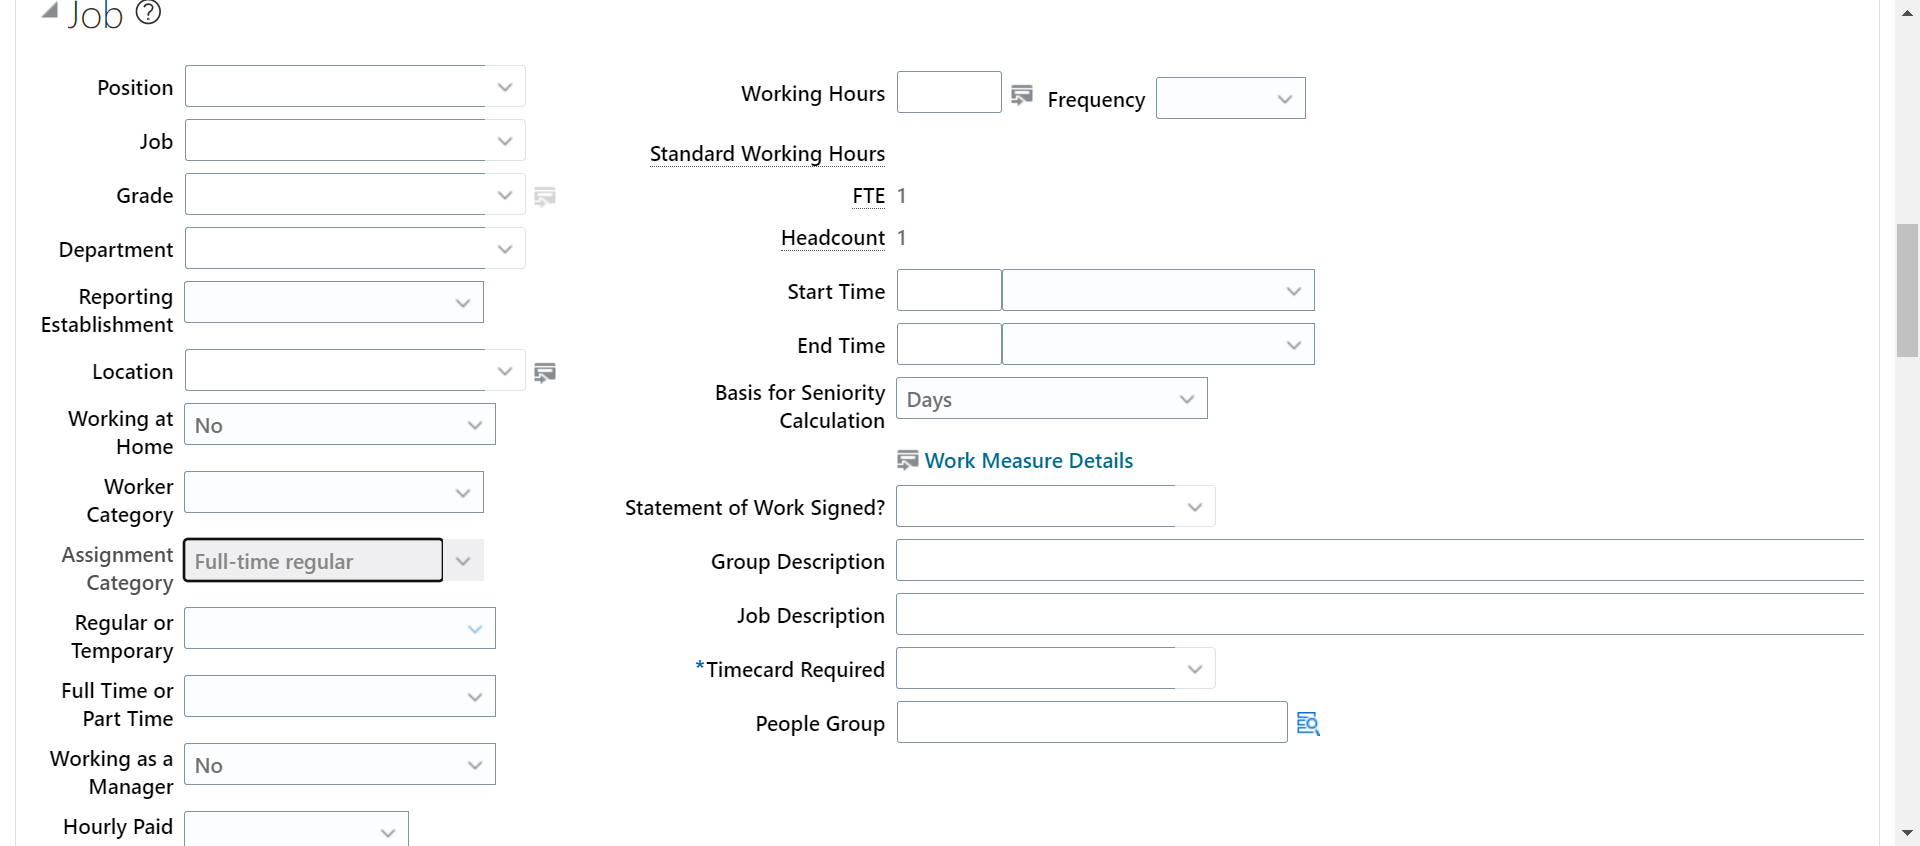 Job
Position
Job
Grade
Department
Reporting
Establishment
Location
Working at
Home
No
Worker
Category
Assignment
Category
Full-time regular
Regular or
Temporary
Full Time or
Part Time
Working as a
Manager
No
Hourly Paid
Working Hours
Frequency
Standard Working Hours
FTE 1
Headcount 1
Start Time
End Time
Basis for Seniority
Calculation
Days
Work Measure Details
Statement of Work Signed?
Group Description
Job Description
*Timecard Required
People Group